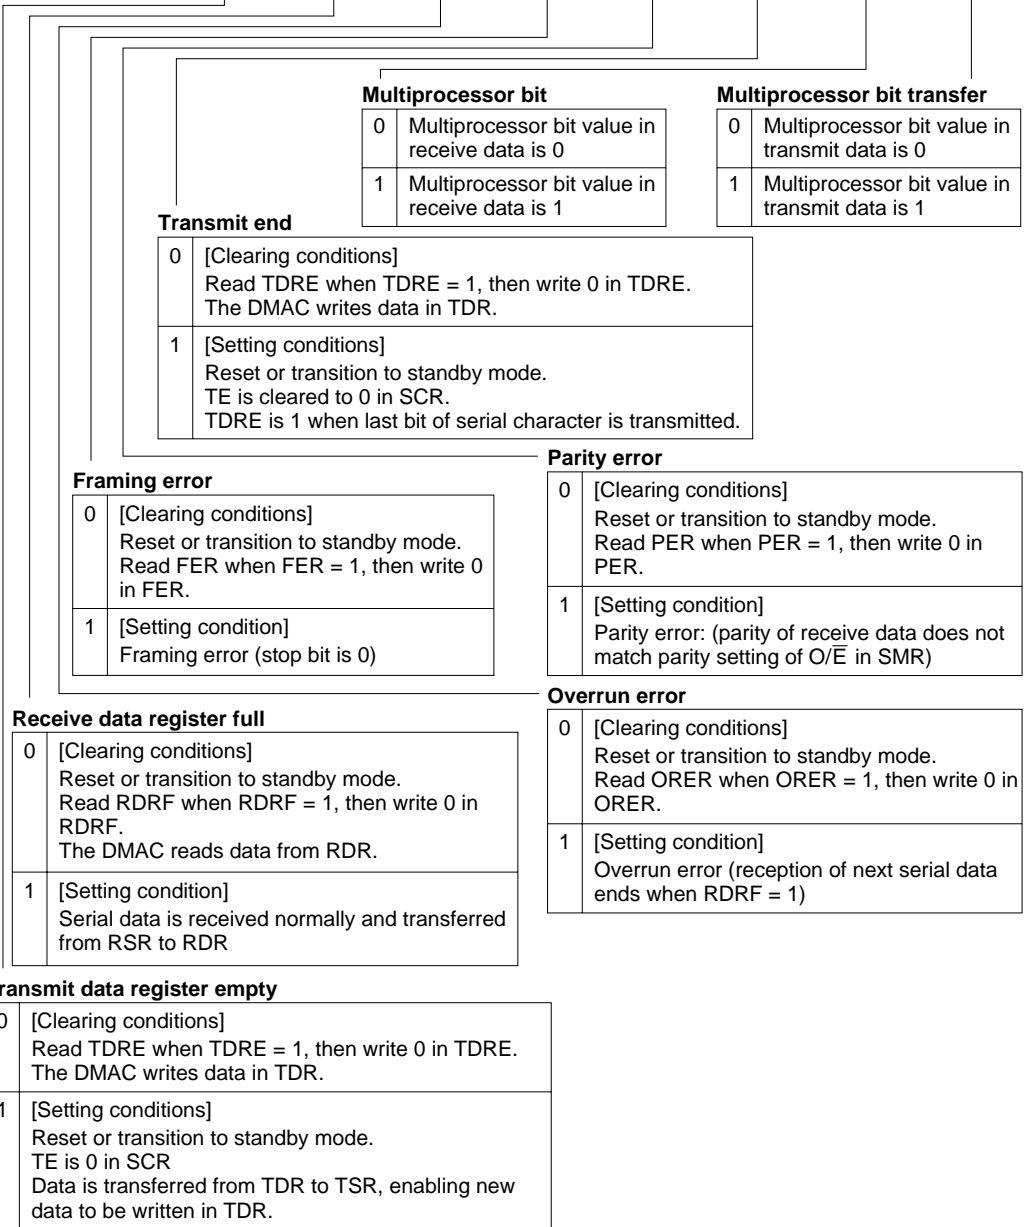 Multiprocessor bit
0 Multiprocessor bit value in
receive data is 0
1 Multiprocessor bit value in
receive data is 1
Multiprocessor bit transfer
0 Multiprocessor bit value in
transmit data is 0
1 Multiprocessor bit value in
transmit data is 1
Transmit end
0 [Clearing conditions]
Read TDRE when TDRE = 1, then write 0 in TDRE.
The DMAC writes data in TDR.
1 [Setting conditions]
Reset or transition to standby mode.
TE is cleared to 0 in SCR.
TDRE is 1 when last bit of serial character is transmitted.
Framing error
0 [Clearing conditions]
Reset or transition to standby mode.
Read FER when FER = 1, then write 0
in FER.
1 [Setting condition]
Framing error (stop bit is 0)
Parity error
0 [Clearing conditions]
Reset or transition to standby mode.
Read PER when PER = 1, then write 0 in
PER.
1 [Setting condition]
Parity error: (parity of receive data does not
match parity setting of O/E̅ in SMR)
Receive data register full
0 [Clearing conditions]
Reset or transition to standby mode.
Read RDRF when RDRF = 1, then write 0 in
RDRF.
The DMAC reads data from RDR.
1 [Setting condition]
Serial data is received normally and transferred
from RSR to RDR
Overrun error
0 [Clearing conditions]
Reset or transition to standby mode.
Read ORER when ORER = 1, then write 0 in
ORER.
1 [Setting condition]
Overrun error (reception of next serial data
ends when RDRF = 1)
ransmit data register empty
0 [Clearing conditions]
Read TDRE when TDRE = 1, then write 0 in TDRE.
The DMAC writes data in TDR.
1 [Setting conditions]
Reset or transition to standby mode.
TE is 0 in SCR
Data is transferred from TDR to TSR, enabling new
data to be written in TDR.